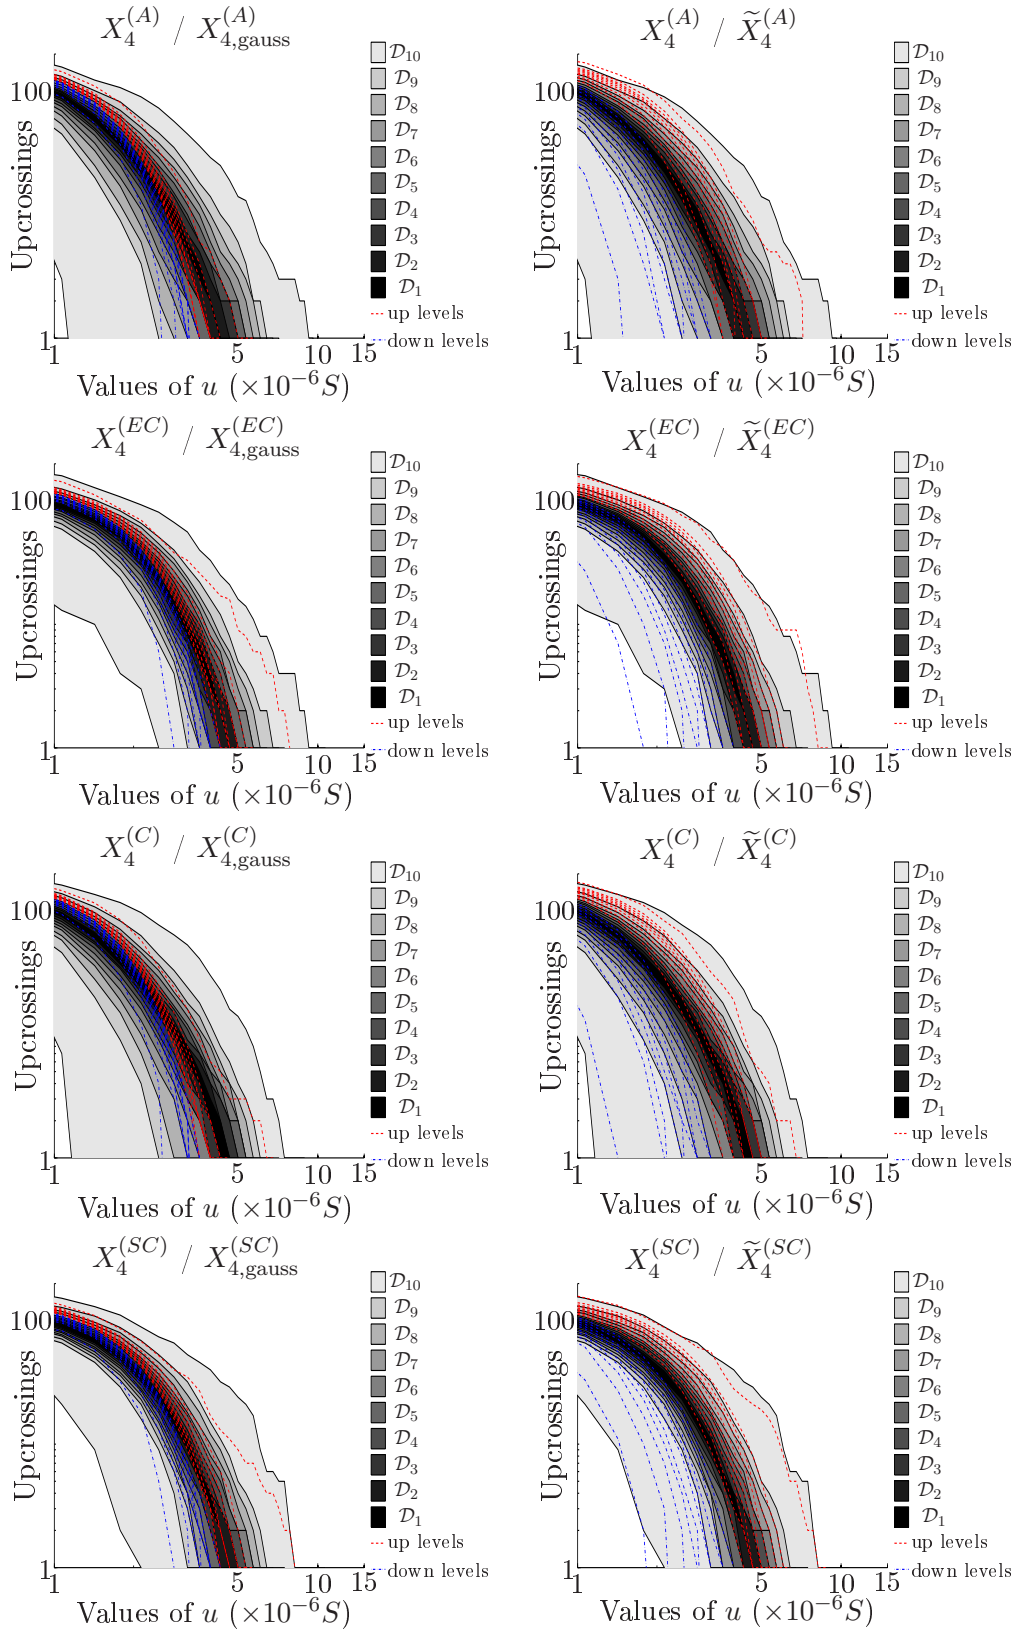 X_4^{(A)} / X_{4,gauss}^{(A)}
100
1
Upcrossings
1 5 10 15
Values of u (×10^{-6}S)
D_10
D_9
D_8
D_7
D_6
D_5
D_4
D_3
D_2
D_1
up levels
down levels
X_4^{(A)} / X̃_4^{(A)}
100
1
Upcrossings
1 5 10 15
Values of u (×10^{-6}S)
D_10
D_9
D_8
D_7
D_6
D_5
D_4
D_3
D_2
D_1
up levels
down levels
X_4^{(EC)} / X_{4,gauss}^{(EC)}
100
1
Upcrossings
1 5 10 15
Values of u (×10^{-6}S)
D_10
D_9
D_8
D_7
D_6
D_5
D_4
D_3
D_2
D_1
up levels
down levels
X_4^{(EC)} / X̃_4^{(EC)}
100
1
Upcrossings
1 5 10 15
Values of u (×10^{-6}S)
D_10
D_9
D_8
D_7
D_6
D_5
D_4
D_3
D_2
D_1
up levels
down levels
X_4^{(C)} / X_{4,gauss}^{(C)}
100
1
Upcrossings
1 5 10 15
Values of u (×10^{-6}S)
D_10
D_9
D_8
D_7
D_6
D_5
D_4
D_3
D_2
D_1
up levels
down levels
X_4^{(C)} / X̃_4^{(C)}
100
1
Upcrossings
1 5 10 15
Values of u (×10^{-6}S)
D_10
D_9
D_8
D_7
D_6
D_5
D_4
D_3
D_2
D_1
up levels
down levels
X_4^{(SC)} / X_{4,gauss}^{(SC)}
100
1
Upcrossings
1 5 10 15
Values of u (×10^{-6}S)
D_10
D_9
D_8
D_7
D_6
D_5
D_4
D_3
D_2
D_1
up levels
down levels
X_4^{(SC)} / X̃_4^{(SC)}
100
1
Upcrossings
1 5 10 15
Values of u (×10^{-6}S)
D_10
D_9
D_8
D_7
D_6
D_5
D_4
D_3
D_2
D_1
up levels
down levels